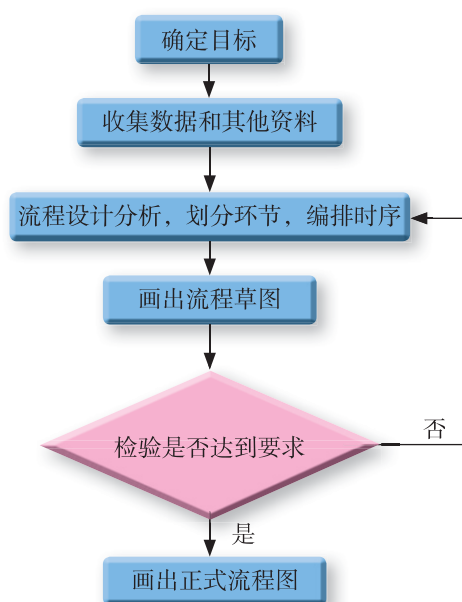 确定目标
收集数据和其他资料
流程设计分析，划分环节，编排时序
画出流程草图
检验是否达到要求
否
是
画出正式流程图